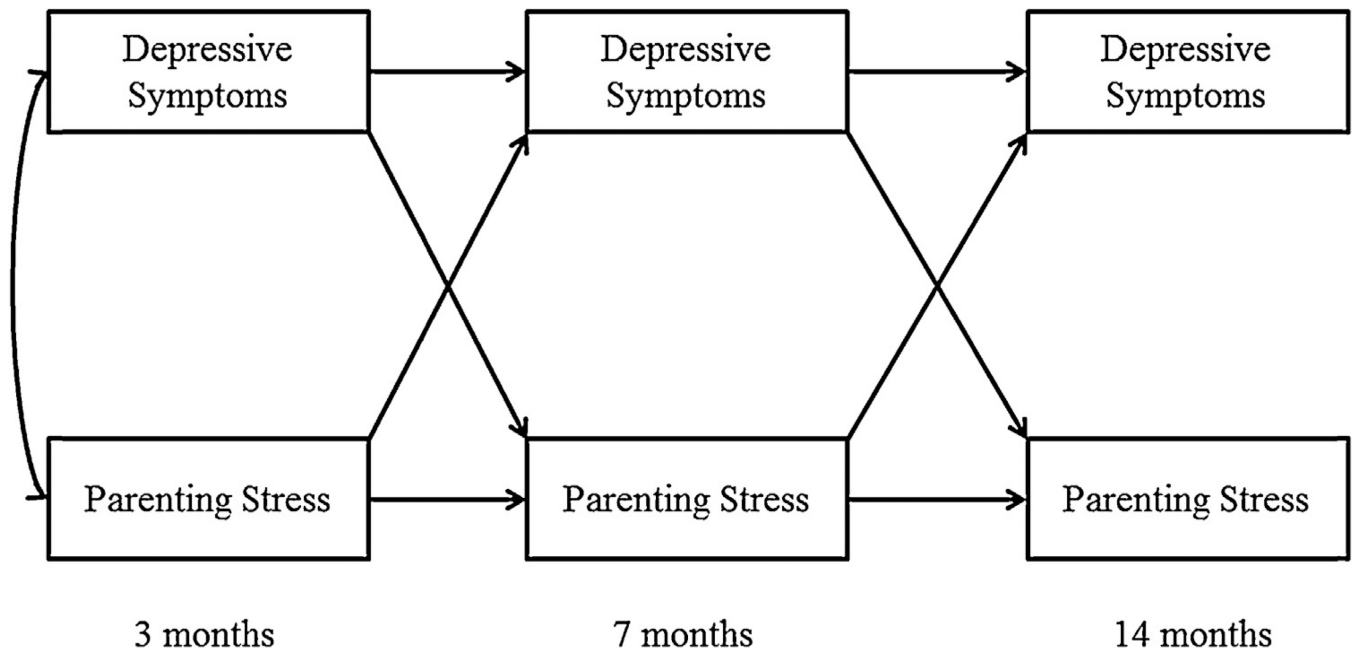 Depressive
Symptoms
Depressive
Symptoms
Depressive
Symptoms
Parenting Stress
Parenting Stress
Parenting Stress
3 months
7 months
14 months